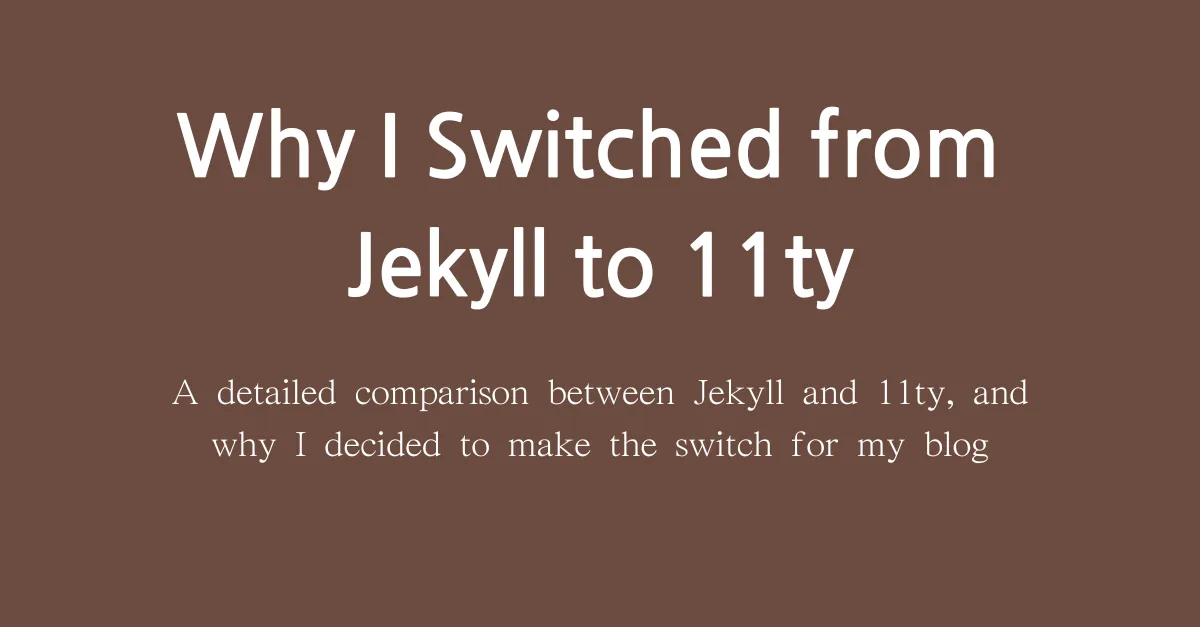 Why I Switched from
Jekyll to 11ty
A detailed comparison between Jekyll and 11ty, and
why I decided to make the switch for my blog